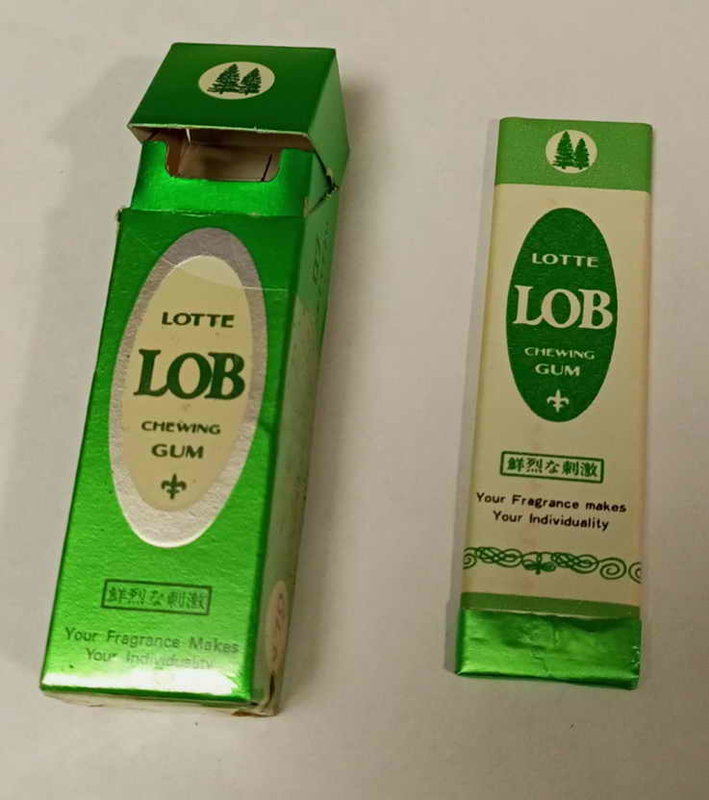 LOTTE
LOB
CHEWING
GUM
鮮烈な刺激
Your Fragrance Makes
Your Individuality
LOTTE
LOB
CHEWING
GUM
鮮烈な刺激
Your Fragrance makes
Your Individuality